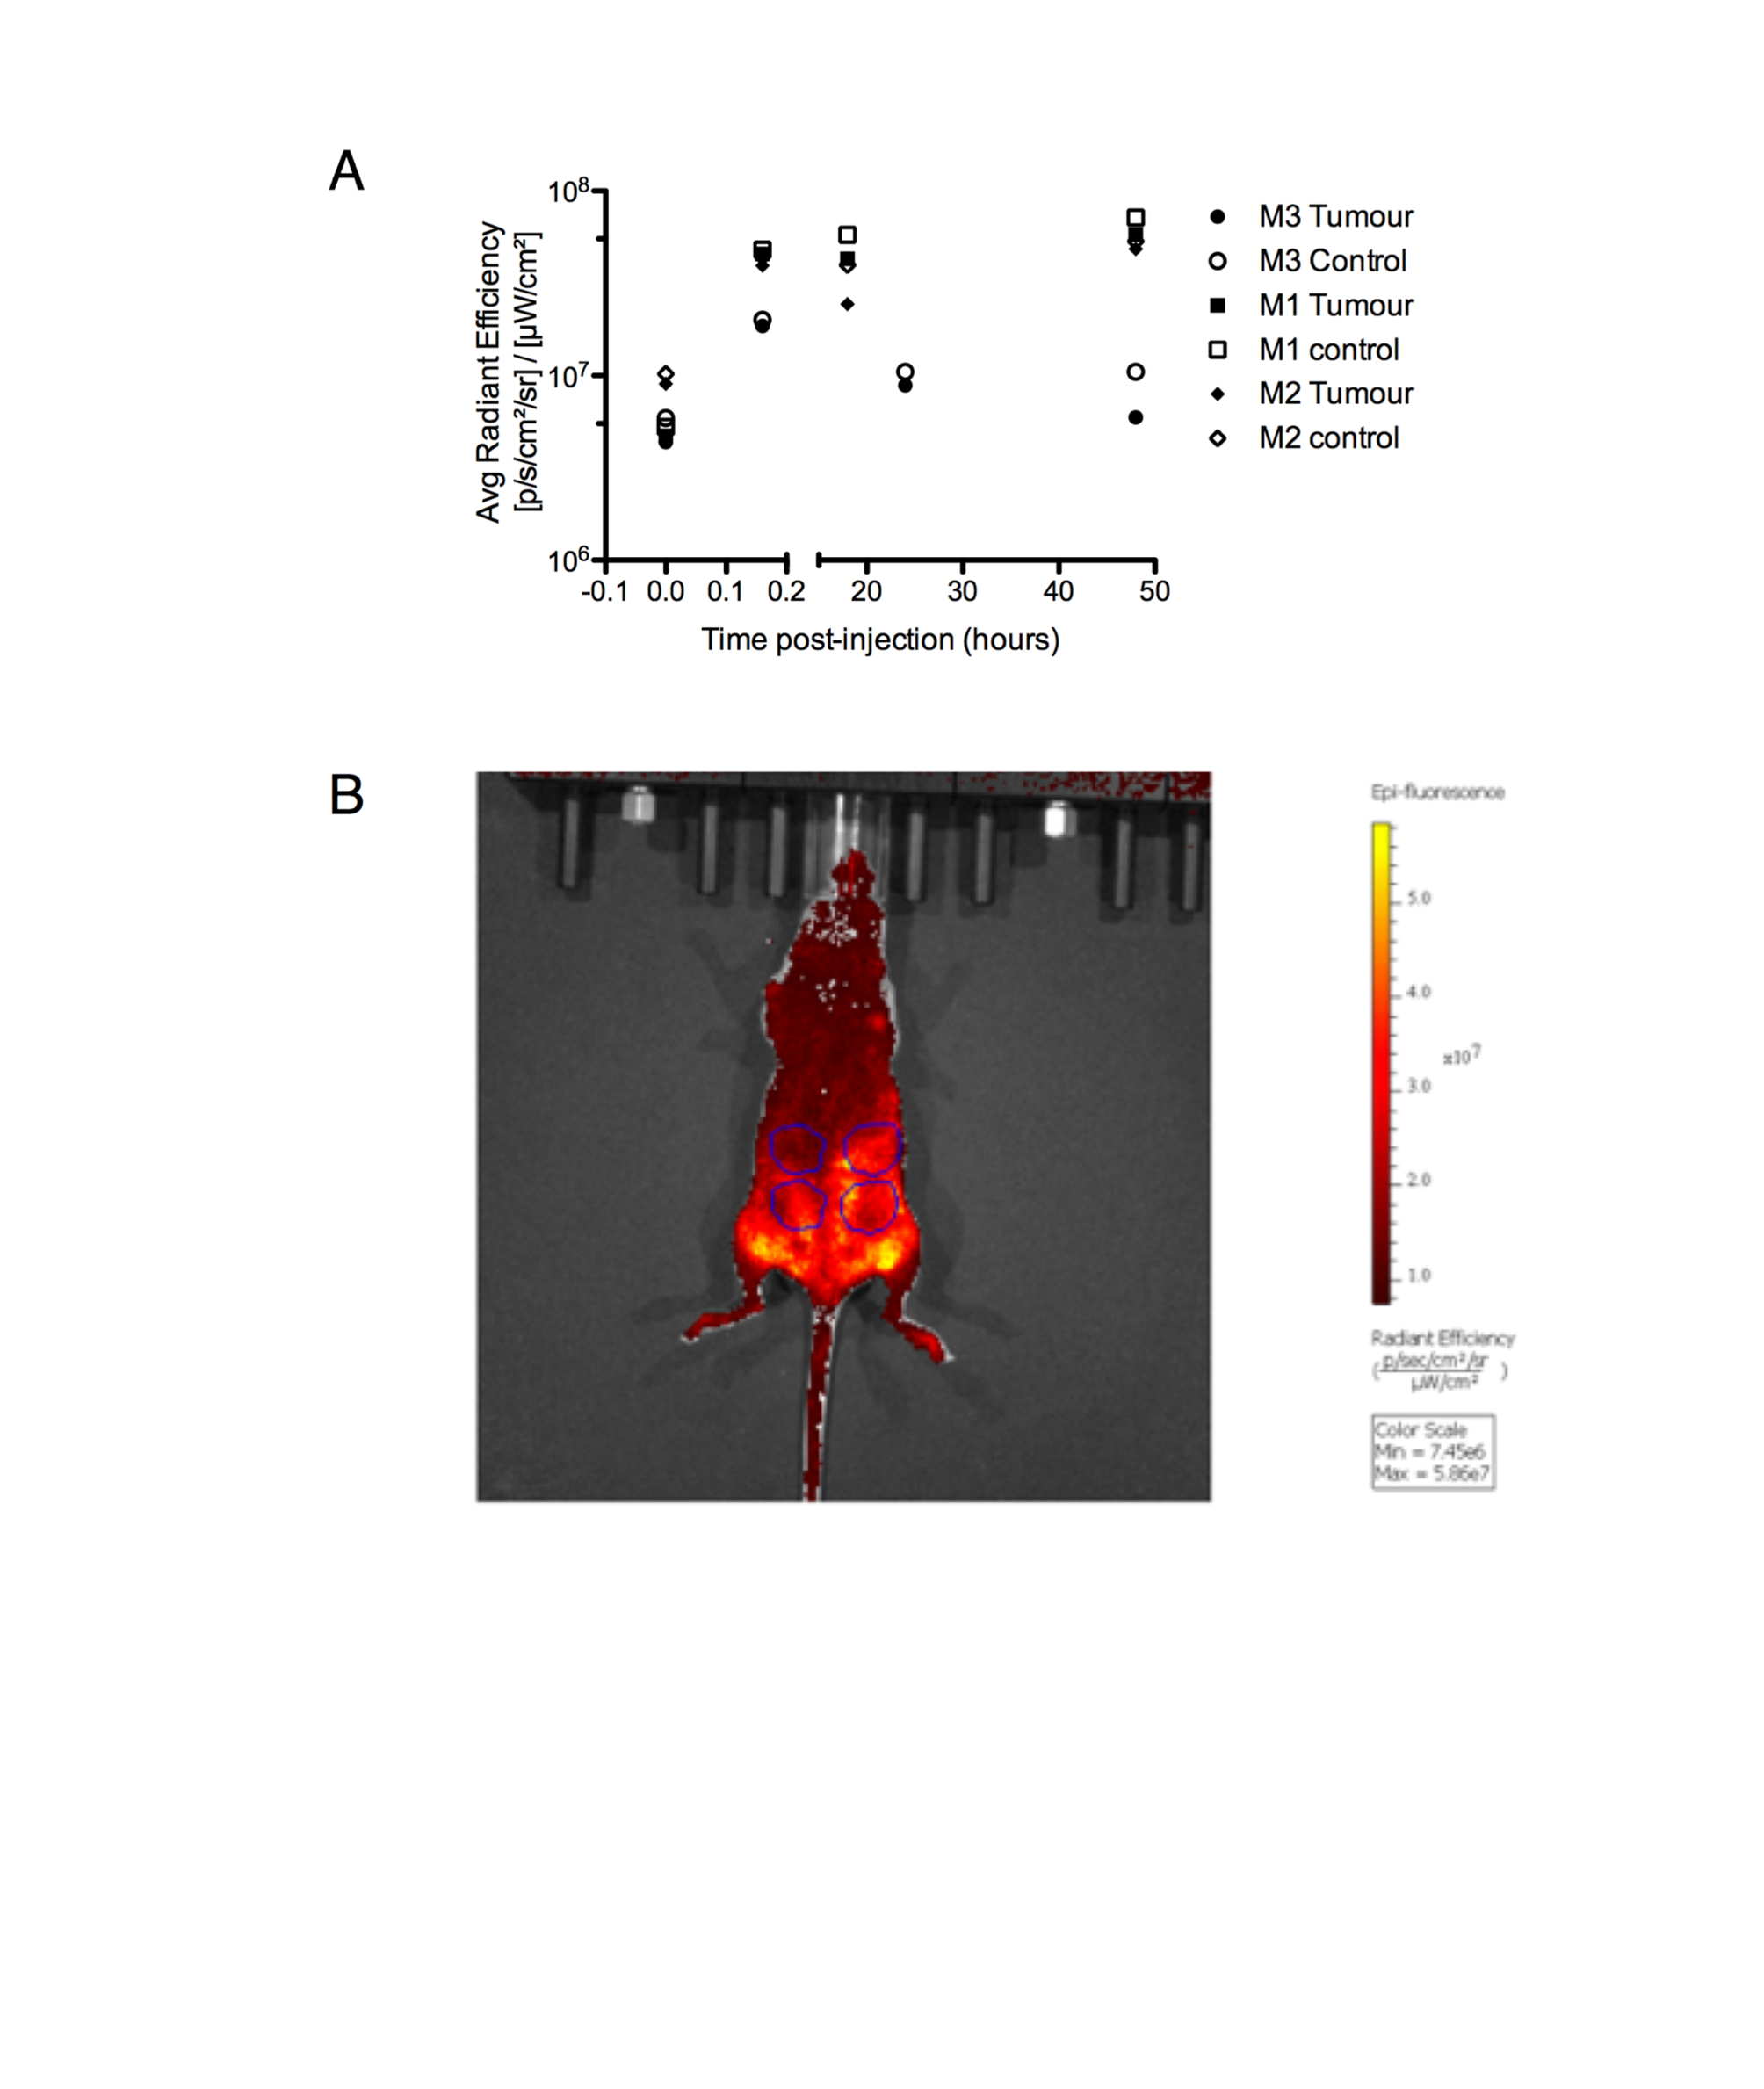 A
10⁸
10⁷
10⁶
Avg Radiant Efficiency
[p/s/cm²/sr] / [µW/cm²]
-0.1 0.0 0.1 0.2 20 30 40 50
Time post-injection (hours)
M3 Tumour
M3 Control
M1 Tumour
M1 control
M2 Tumour
M2 control
B
Epi-fluorescence
5.0
4.0
x10⁷
3.0
2.0
1.0
Radiant Efficiency
(p/sec/cm²/sr
µW/cm²)
Color Scale
Min = 7.45e6
Max = 5.86e7